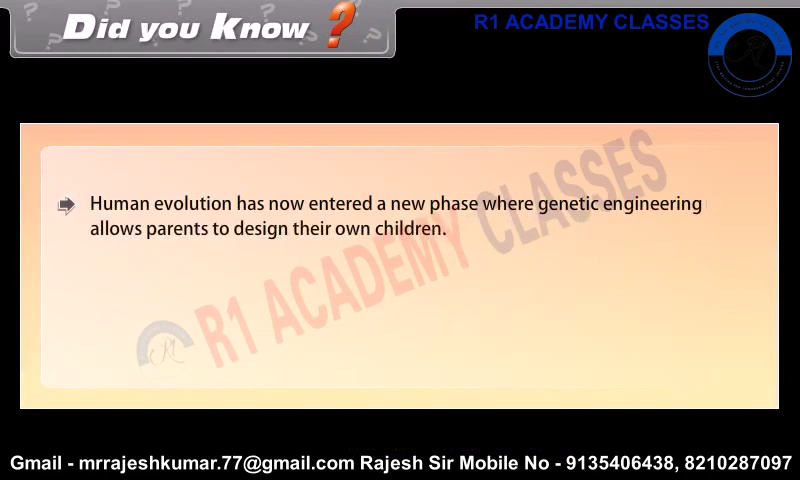 Did you Know ?
R1 ACADEMY CLASSES
Human evolution has now entered a new phase where genetic engineering
allows parents to design their own children.
R1 ACADEMY CLASSES
R1
Gmail - mrrajeshkumar.77@gmail.com Rajesh Sir Mobile No - 9135406438, 8210287097